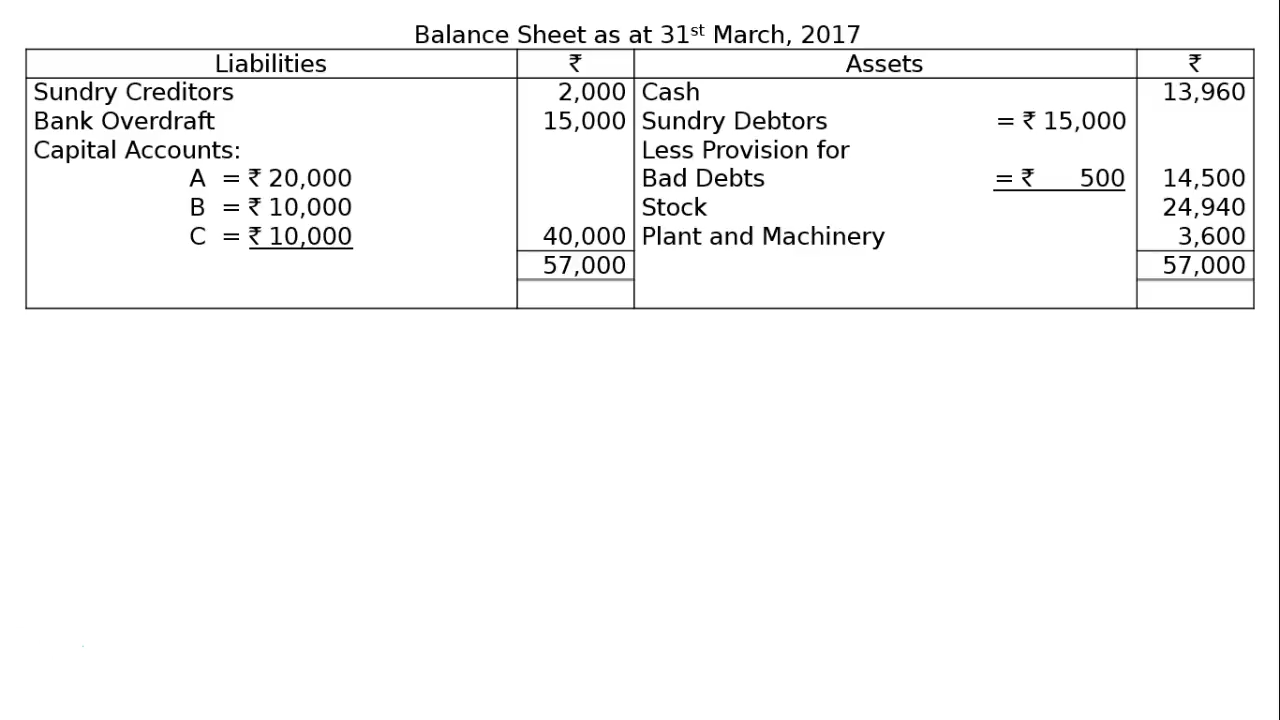 Balance Sheet as at 31st March, 2017
Liabilities ₹ Assets ₹
Sundry Creditors 2,000 Cash 13,960
Bank Overdraft 15,000 Sundry Debtors = ₹ 15,000
Capital Accounts: Less Provision for
A = ₹ 20,000 Bad Debts = ₹ 500 14,500
B = ₹ 10,000 Stock 24,940
C = ₹ 10,000 40,000 Plant and Machinery 3,600
57,000 57,000